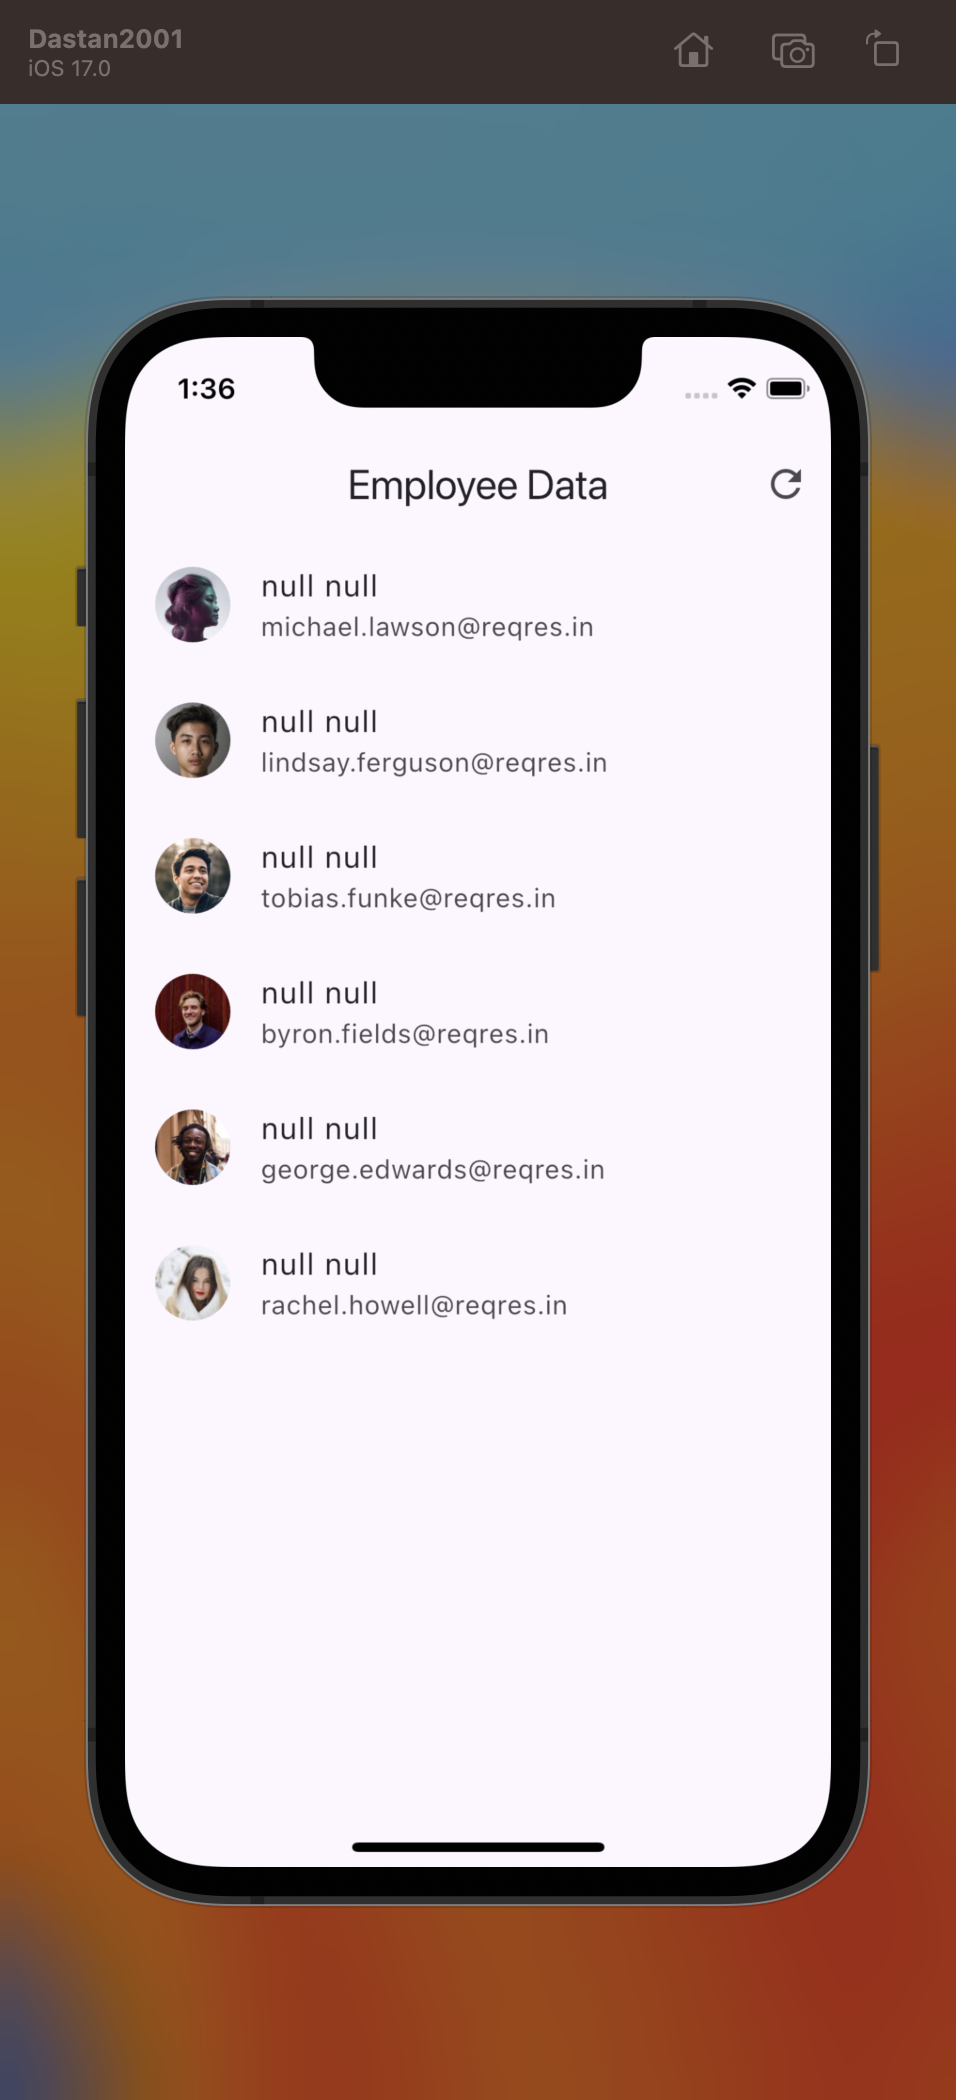 Dastan2001
iOS 17.0
1:36
Employee Data
null null
michael.lawson@reqres.in
null null
lindsay.ferguson@reqres.in
null null
tobias.funke@reqres.in
null null
byron.fields@reqres.in
null null
george.edwards@reqres.in
null null
rachel.howell@reqres.in